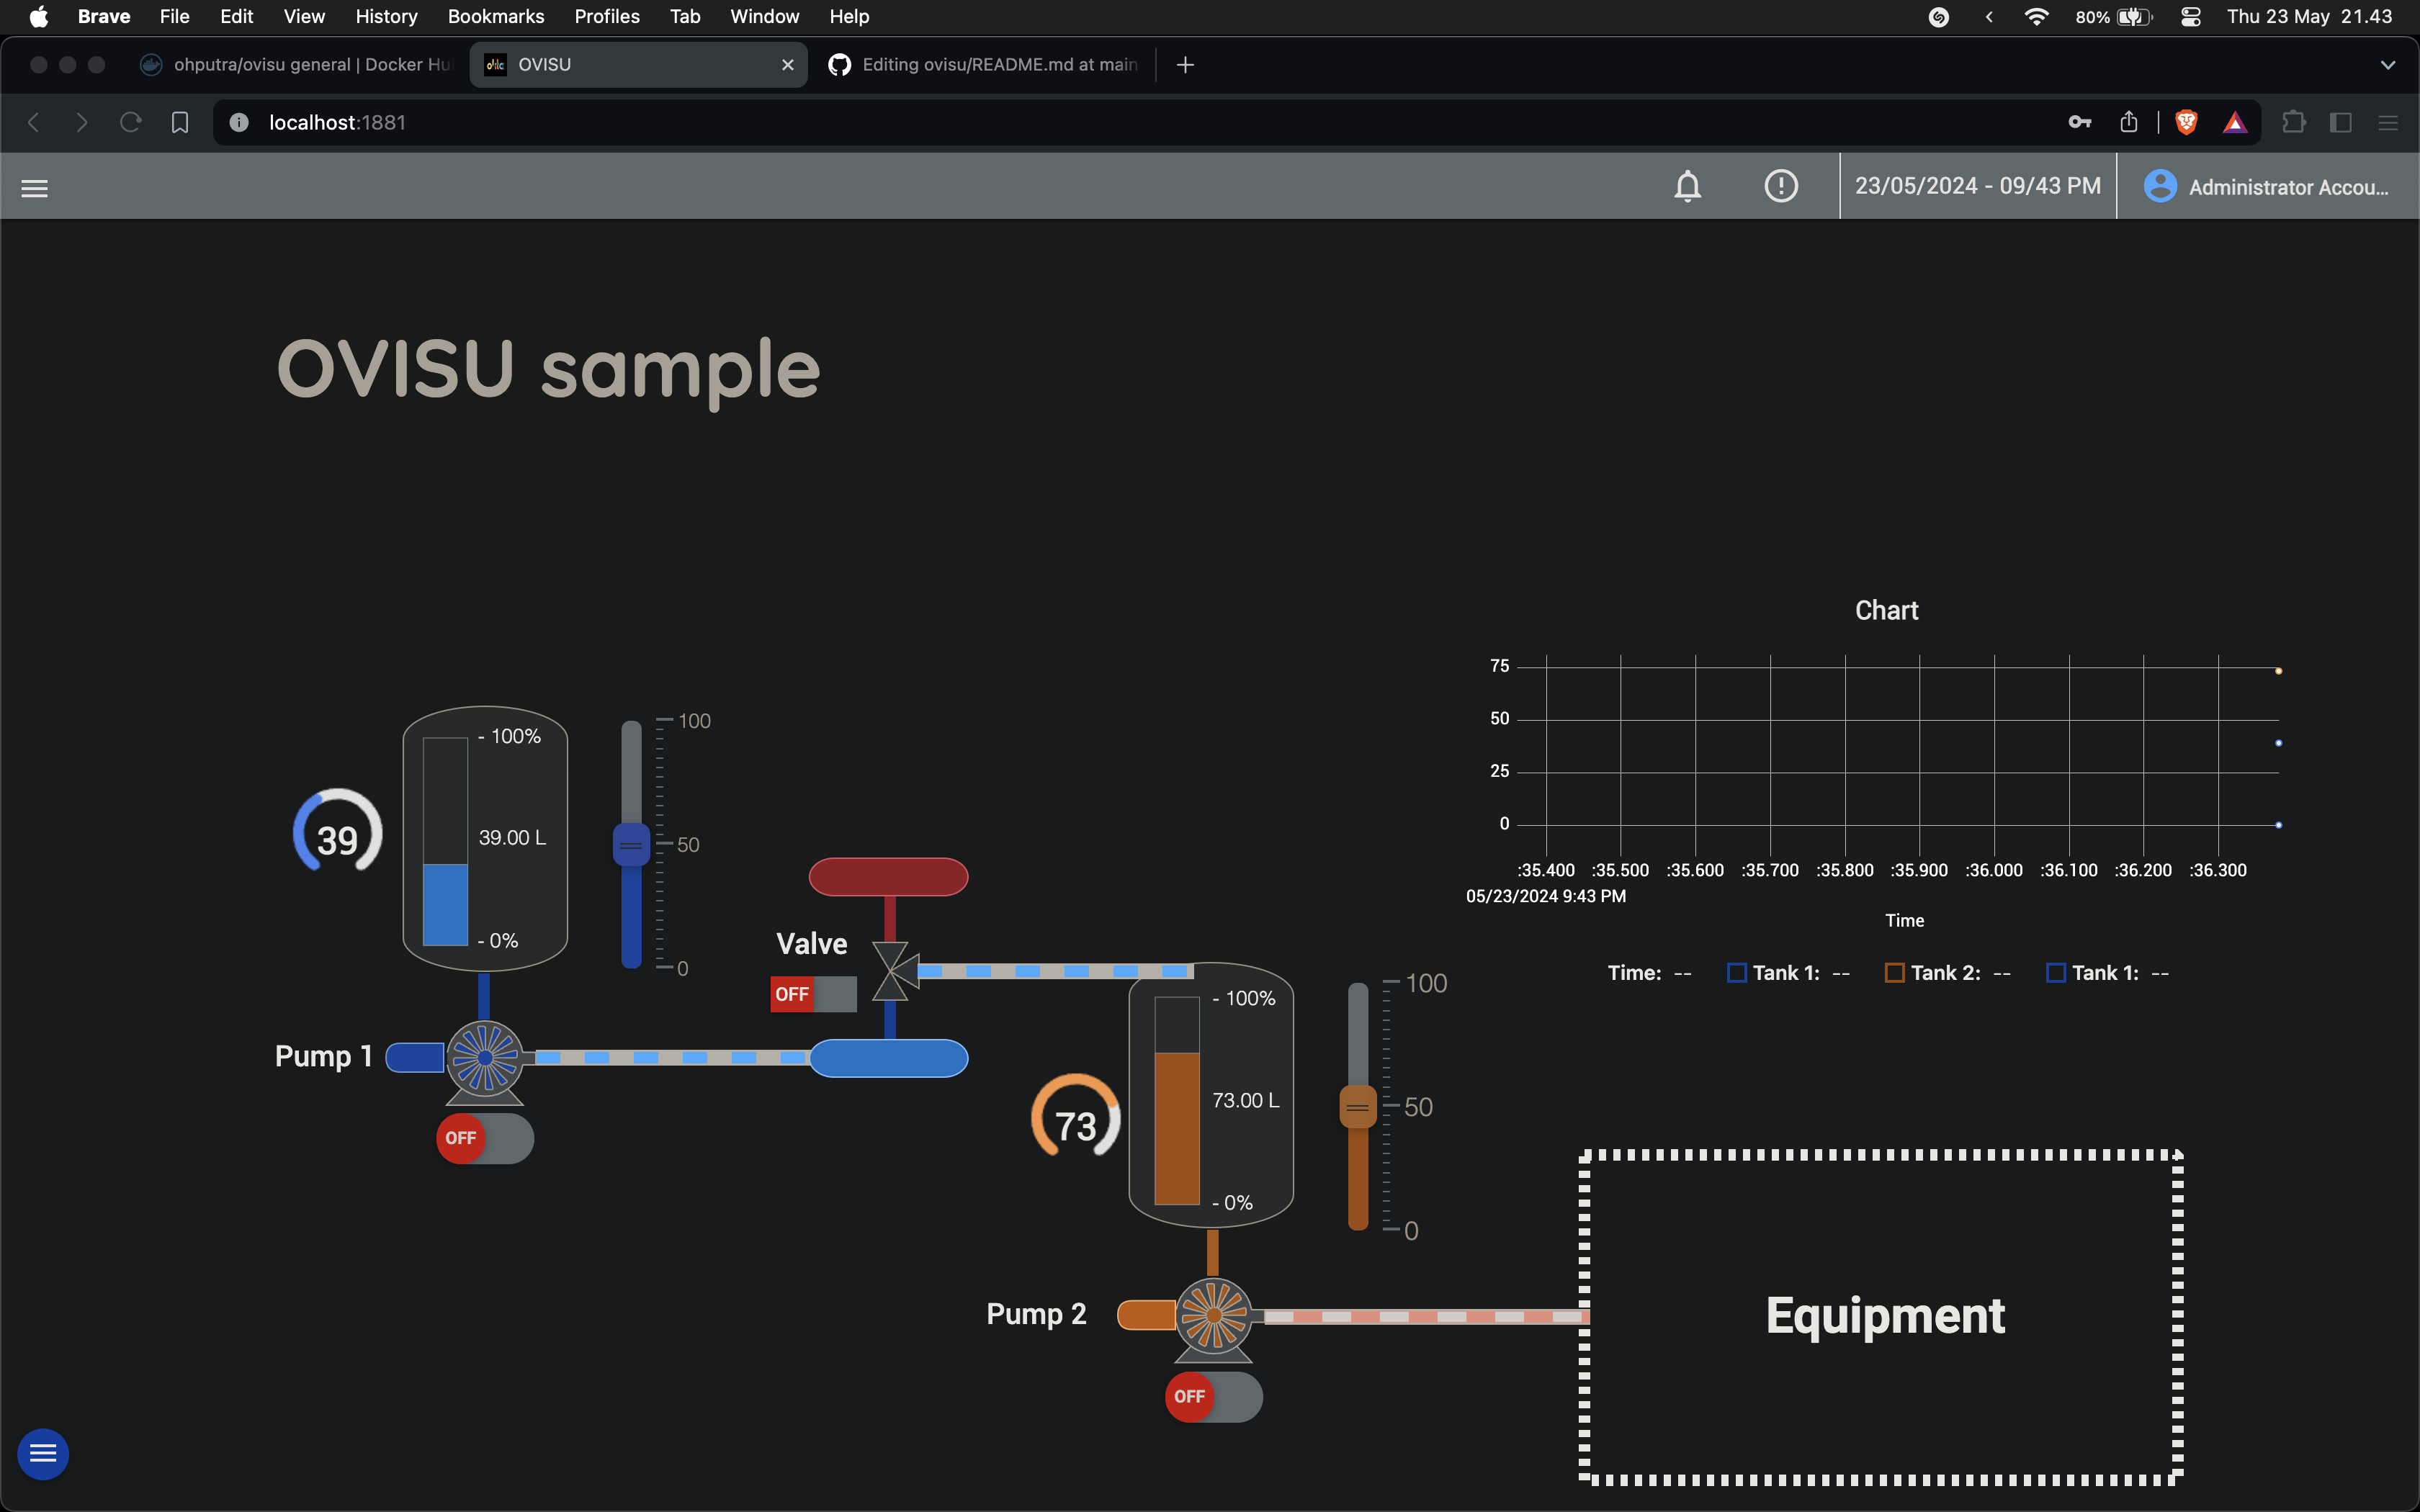 Brave File Edit View History Bookmarks Profiles Tab Window Help 80% Thu 23 May 21.43
ohputra/ovisu general | Docker Hu OVISU Editing ovisu/README.md at main
localhost:1881
23/05/2024 - 09/43 PM Administrator Accou...
OVISU sample
Chart
75
50
25
0
:35.400 :35.500 :35.600 :35.700 :35.800 :35.900 :36.000 :36.100 :36.200 :36.300
05/23/2024 9:43 PM
Time
Time: -- Tank 1: -- Tank 2: -- Tank 1: --
100
- 100%
39
39.00 L
50
- 0%
0
Valve
OFF
Pump 1
OFF
100
- 100%
73
73.00 L
50
- 0%
0
Pump 2
OFF
Equipment